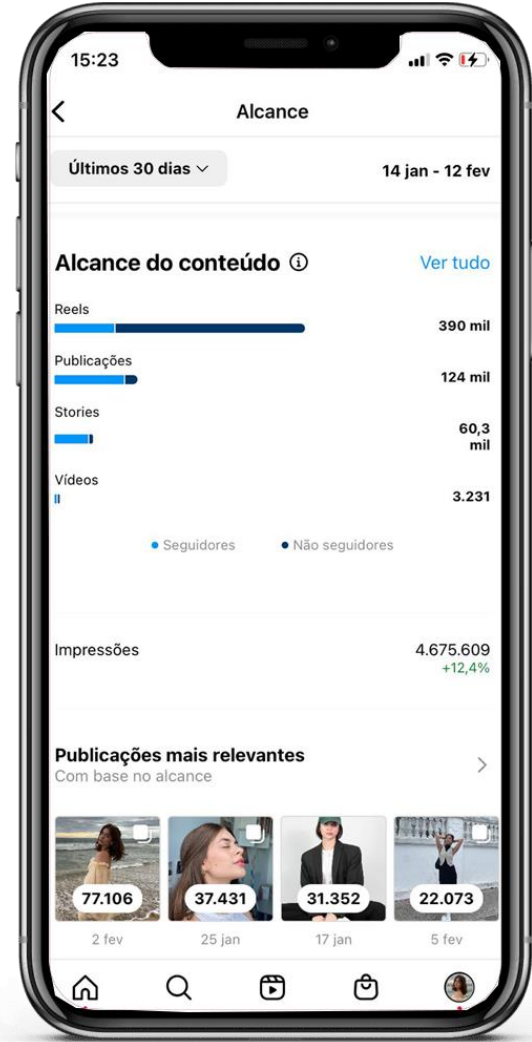 15:23
Alcance
Últimos 30 dias
14 jan - 12 fev
Alcance do conteúdo
Ver tudo
Reels
390 mil
Publicações
124 mil
Stories
60,3
mil
Vídeos
3.231
Seguidores
Não seguidores
Impressões
4.675.609
+12,4%
Publicações mais relevantes
Com base no alcance
77.106
37.431
31.352
22.073
2 fev
25 jan
17 jan
5 fev